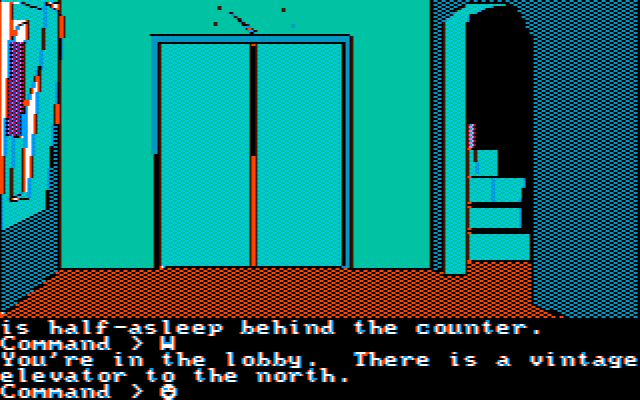 is half-asleep behind the counter.
Command > W
You're in the lobby.  There is a vintage
elevator to the north.
Command >